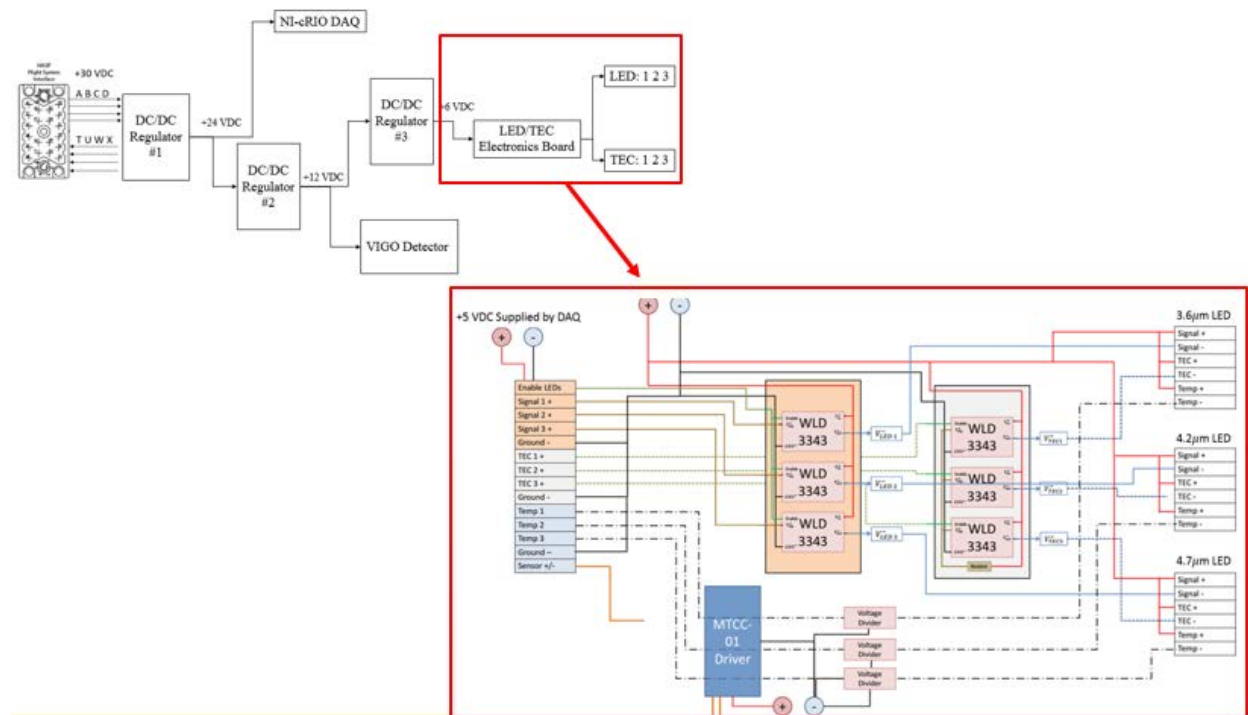 NI-cRIO DAQ
Flight System
Interface
+30 VDC
A B C D
T U W X
DC/DC
Regulator
#1
+24 VDC
DC/DC
Regulator
#2
+12 VDC
DC/DC
Regulator
#3
+6 VDC
LED/TEC
Electronics Board
LED: 1 2 3
TEC: 1 2 3
VIGO Detector
+5 VDC Supplied by DAQ
+
-
+
-
Enable LEDs
Signal 1 +
Signal 2 +
Signal 3 +
Ground -
TEC 1 +
TEC 2 +
TEC 3 +
Ground -
Temp 1
Temp 2
Temp 3
Ground --
Sensor +/-
WLD
3343
WLD
3343
WLD
3343
WLD
3343
WLD
3343
WLD
3343
MTCC-
01
Driver
Voltage
Divider
Voltage
Divider
Voltage
Divider
+
-
3.6μm LED
Signal +
Signal -
TEC +
TEC -
Temp +
Temp -
4.2μm LED
Signal +
Signal -
TEC +
TEC -
Temp +
Temp -
4.7μm LED
Signal +
Signal -
TEC +
TEC -
Temp +
Temp -